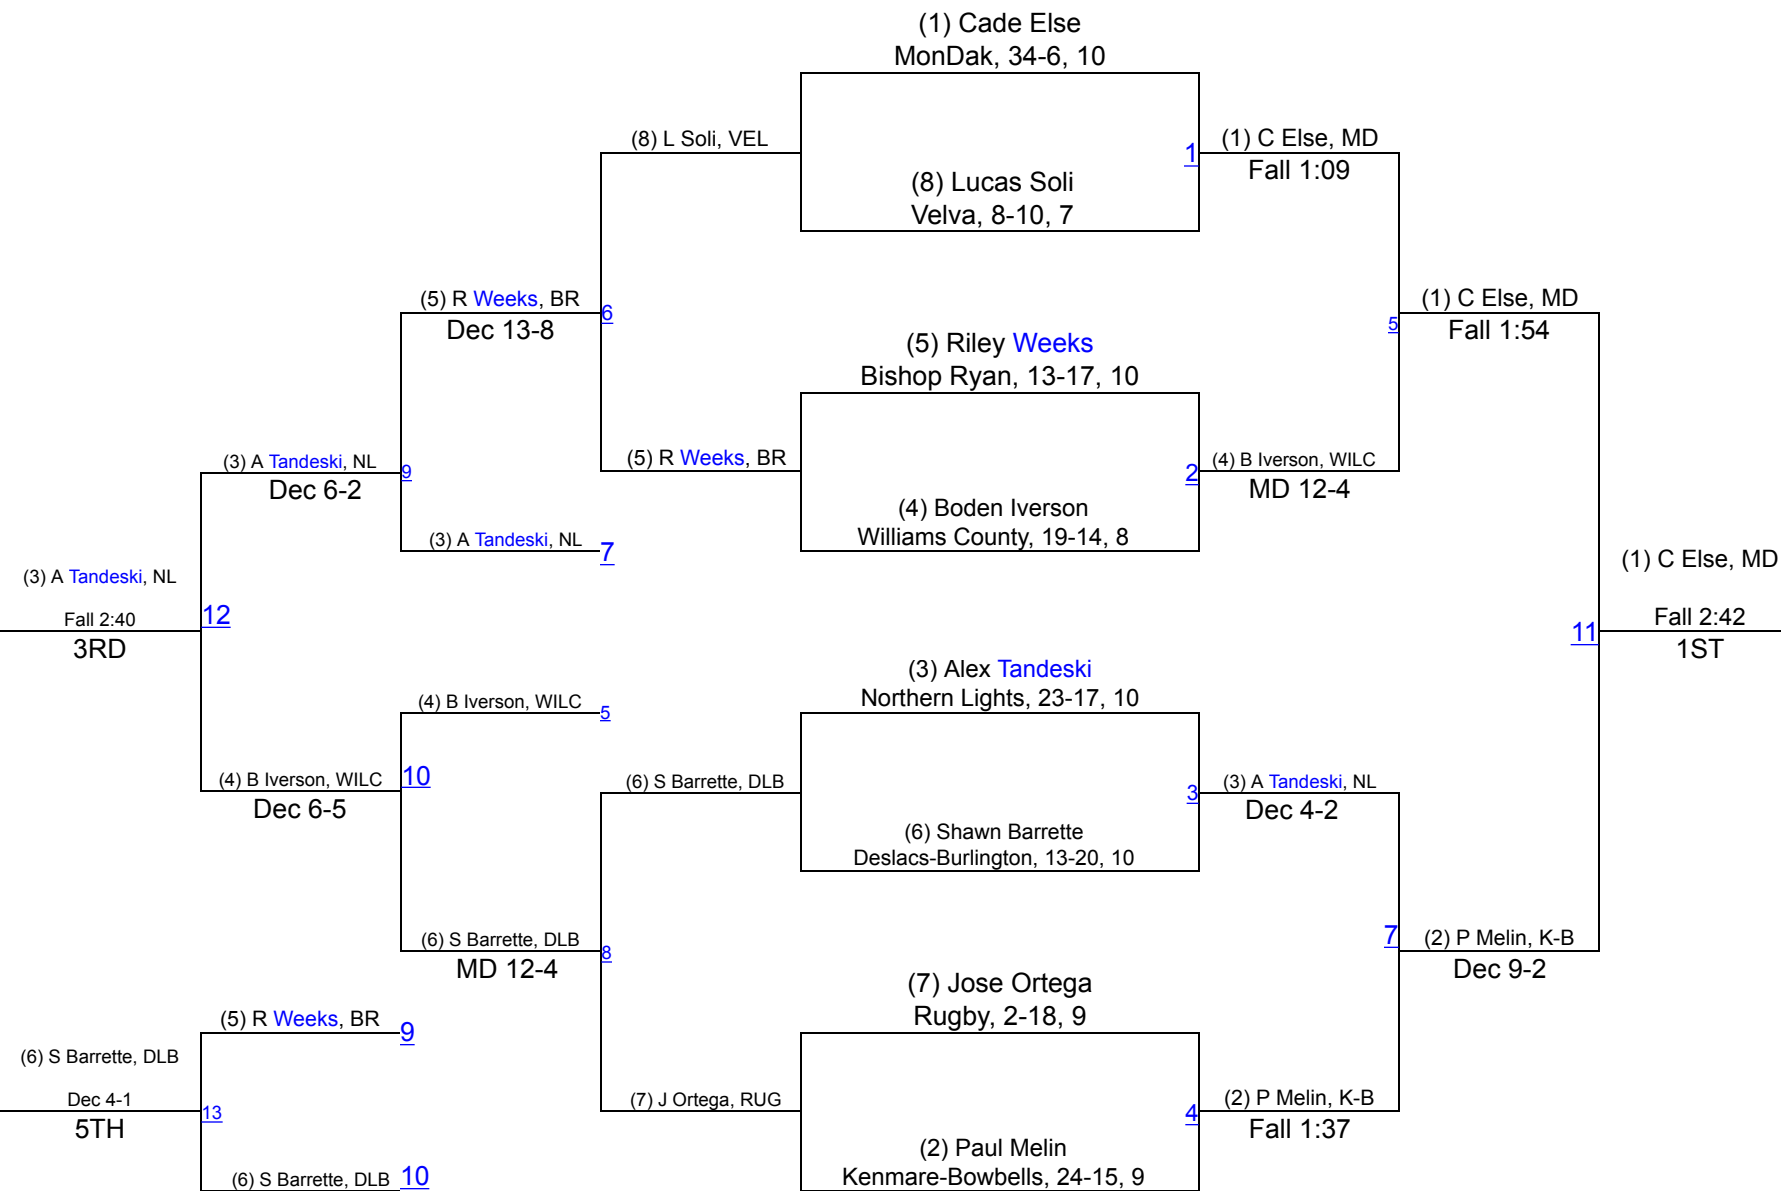 (1) Cade Else
MonDak, 34-6, 10
(8) L Soli, VEL
1
(1) C Else, MD
Fall 1:09
(8) Lucas Soli
Velva, 8-10, 7
(5) R Weeks, BR
Dec 13-8
6
(1) C Else, MD
Fall 1:54
5
(5) Riley Weeks
Bishop Ryan, 13-17, 10
(3) A Tandeski, NL
Dec 6-2
9
(5) R Weeks, BR
2
(4) B Iverson, WILC
MD 12-4
(4) Boden Iverson
Williams County, 19-14, 8
(3) A Tandeski, NL
7
(3) A Tandeski, NL
Fall 2:40
3RD
12
(1) C Else, MD
Fall 2:42
1ST
11
(3) Alex Tandeski
Northern Lights, 23-17, 10
(4) B Iverson, WILC
5
(4) B Iverson, WILC
Dec 6-5
10
(6) S Barrette, DLB
3
(3) A Tandeski, NL
Dec 4-2
(6) Shawn Barrette
Deslacs-Burlington, 13-20, 10
(6) S Barrette, DLB
MD 12-4
8
7
(2) P Melin, K-B
Dec 9-2
(7) Jose Ortega
Rugby, 2-18, 9
(5) R Weeks, BR
9
(6) S Barrette, DLB
Dec 4-1
5TH
13
(7) J Ortega, RUG
4
(2) P Melin, K-B
Fall 1:37
(2) Paul Melin
Kenmare-Bowbells, 24-15, 9
(6) S Barrette, DLB
10